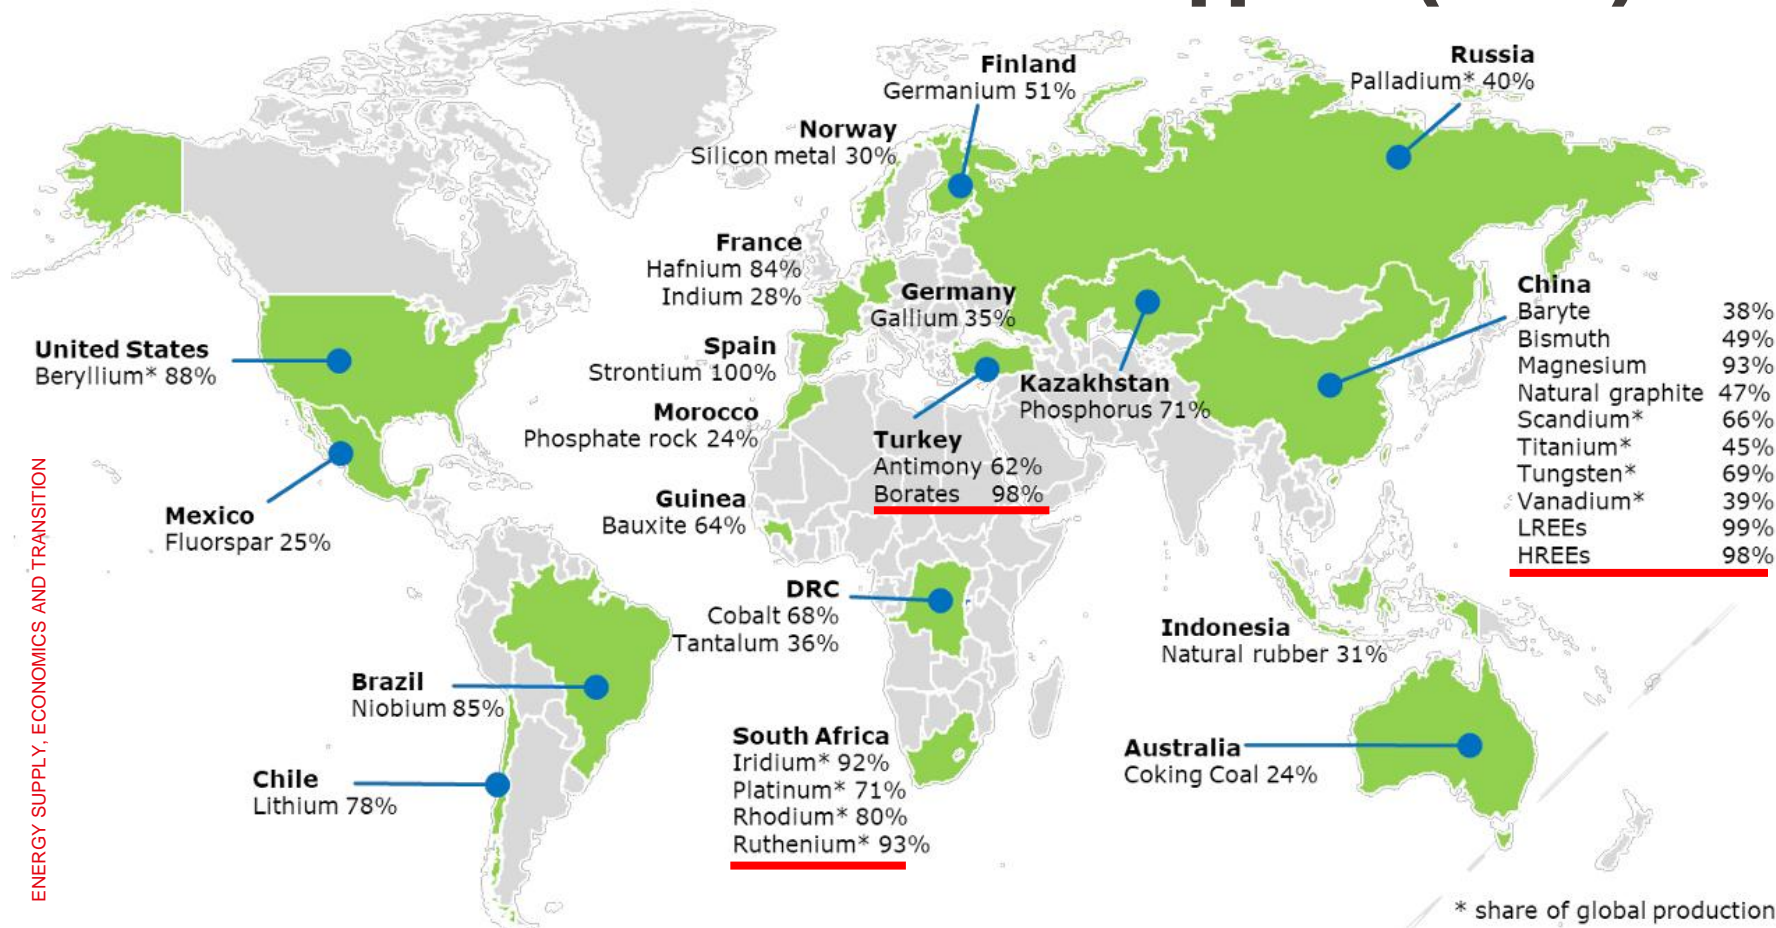 Russia
Palladium* 40%
Finland
Germanium 51%
Norway
Silicon metal 30%
France
Hafnium 84%
Indium 28%
Germany
Gallium 35%
China
Baryte 38%
Bismuth 49%
Magnesium 93%
Natural graphite 47%
Scandium* 66%
Titanium* 45%
Tungsten* 69%
Vanadium* 39%
LREEs 99%
HREEs 98%
United States
Beryllium* 88%
Spain
Strontium 100%
Kazakhstan
Phosphorus 71%
Morocco
Phosphate rock 24%
Turkey
Antimony 62%
Borates 98%
Mexico
Fluorspar 25%
Guinea
Bauxite 64%
DRC
Cobalt 68%
Tantalum 36%
Indonesia
Natural rubber 31%
Brazil
Niobium 85%
South Africa
Iridium* 92%
Platinum* 71%
Rhodium* 80%
Ruthenium* 93%
Australia
Coking Coal 24%
Chile
Lithium 78%
* share of global production
ENERGY SUPPLY, ECONOMICS AND TRANSITION